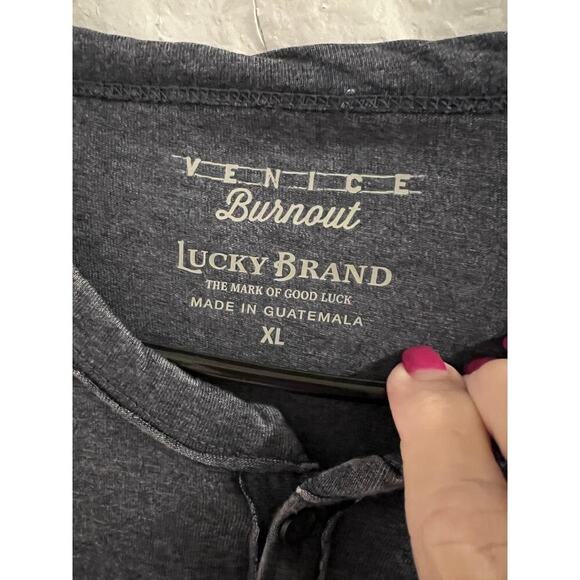 VENICE
Burnout
LUCKY BRAND
THE MARK OF GOOD LUCK
MADE IN GUATEMALA
XL